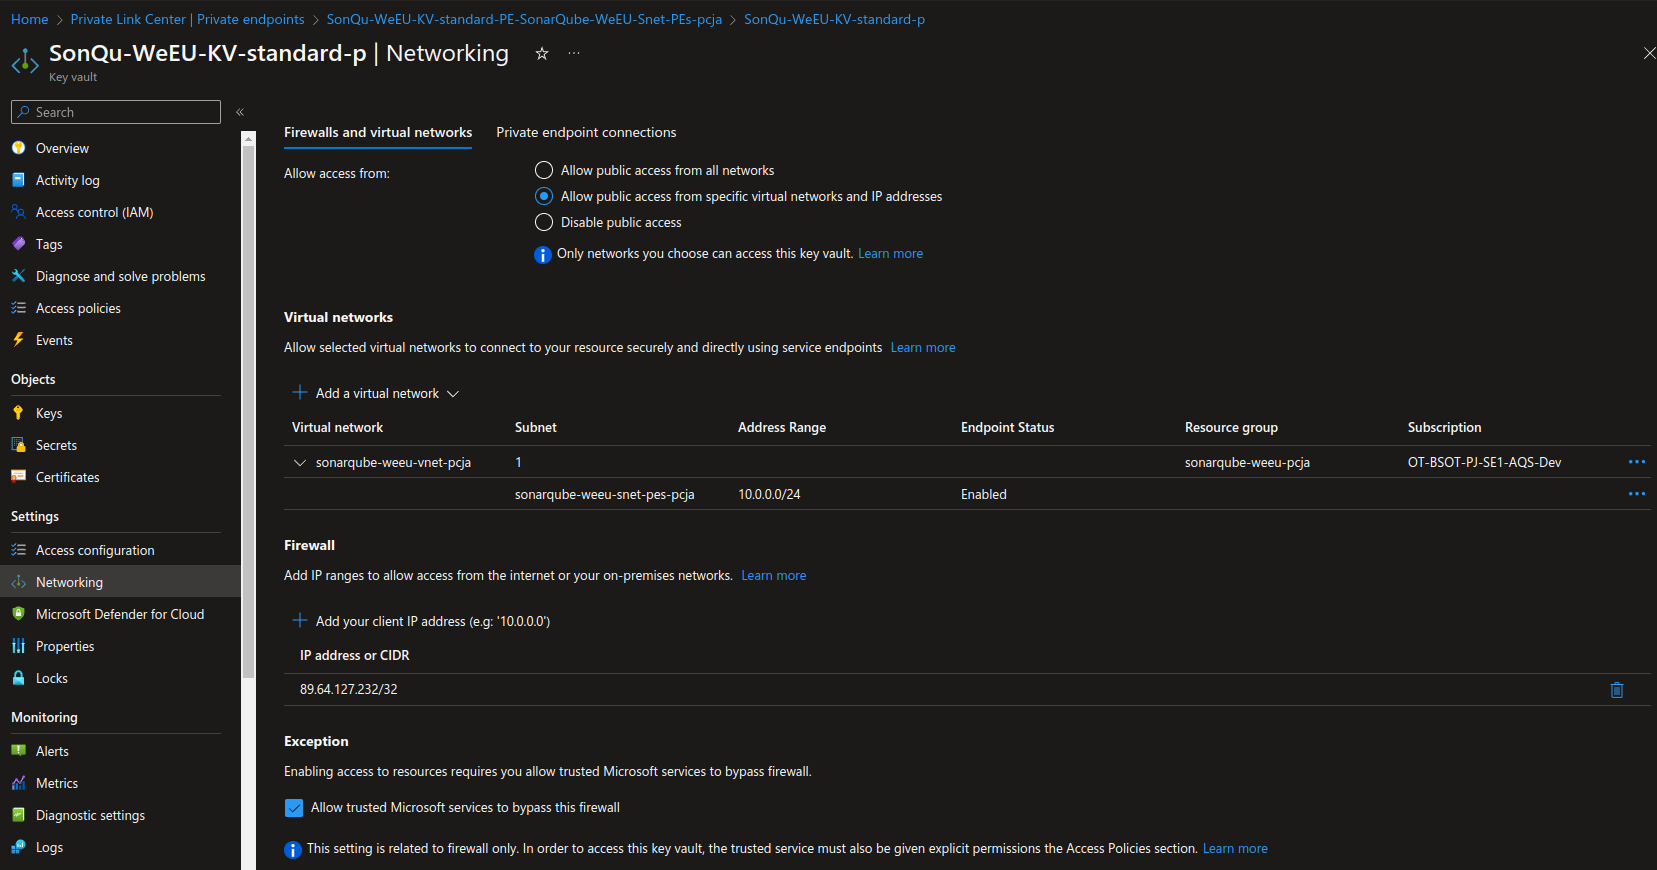 Home > Private Link Center | Private endpoints > SonQu-WeEU-KV-standard-PE-SonarQube-WeEU-Snet-PEs-pcja > SonQu-WeEU-KV-standard-p
SonQu-WeEU-KV-standard-p | Networking
Key vault
Search
Overview
Activity log
Access control (IAM)
Tags
Diagnose and solve problems
Access policies
Events
Objects
Keys
Secrets
Certificates
Settings
Access configuration
Networking
Microsoft Defender for Cloud
Properties
Locks
Monitoring
Alerts
Metrics
Diagnostic settings
Logs
Firewalls and virtual networks Private endpoint connections
Allow access from:
Allow public access from all networks
Allow public access from specific virtual networks and IP addresses
Disable public access
Only networks you choose can access this key vault. Learn more
Virtual networks
Allow selected virtual networks to connect to your resource securely and directly using service endpoints Learn more
Add a virtual network
Virtual network Subnet Address Range Endpoint Status Resource group Subscription
sonarqube-weeu-vnet-pcja 1 sonarqube-weeu-pcja OT-BSOT-PJ-SE1-AQS-Dev
sonarqube-weeu-snet-pes-pcja 10.0.0.0/24 Enabled
Firewall
Add IP ranges to allow access from the internet or your on-premises networks. Learn more
Add your client IP address (e.g: '10.0.0.0')
IP address or CIDR
89.64.127.232/32
Exception
Enabling access to resources requires you allow trusted Microsoft services to bypass firewall.
Allow trusted Microsoft services to bypass this firewall
This setting is related to firewall only. In order to access this key vault, the trusted service must also be given explicit permissions the Access Policies section. Learn more